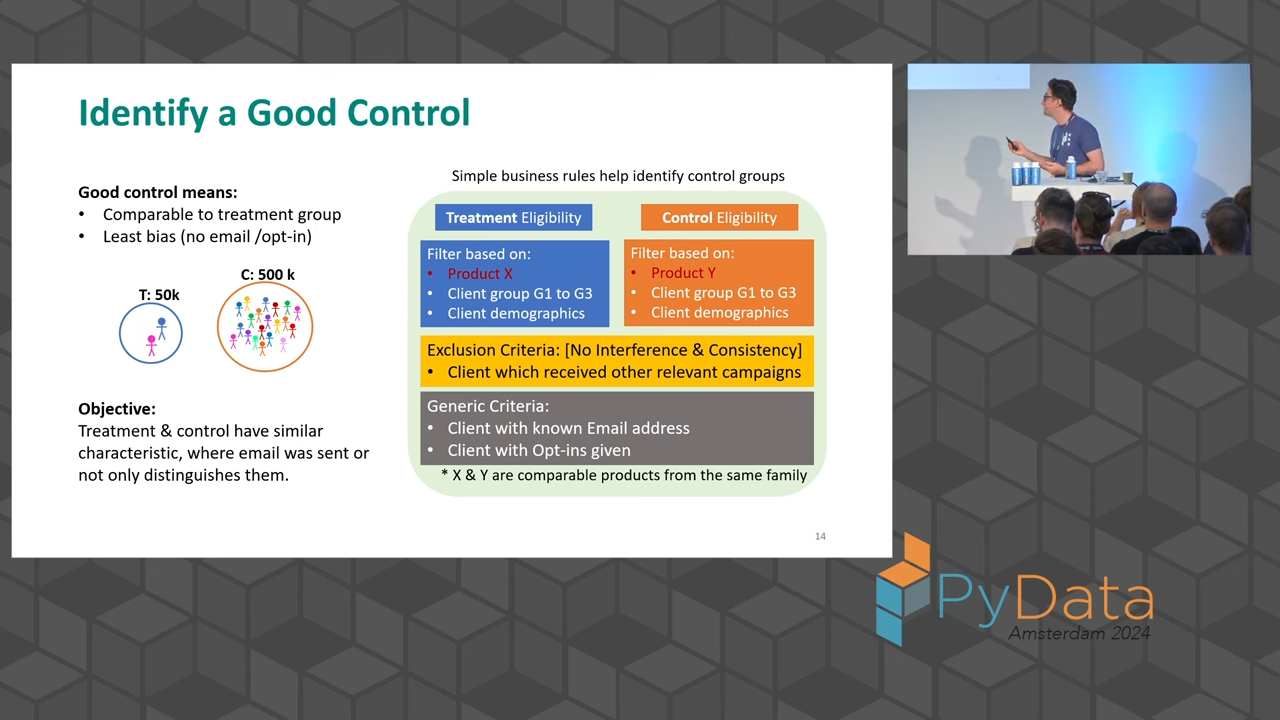 Identify a Good Control
Good control means:
• Comparable to treatment group
• Least bias (no email /opt-in)
T: 50k
C: 500 k
Objective:
Treatment & control have similar
characteristic, where email was sent or
not only distinguishes them.
Simple business rules help identify control groups
Treatment Eligibility
Filter based on:
• Product X
• Client group G1 to G3
• Client demographics
Control Eligibility
Filter based on:
• Product Y
• Client group G1 to G3
• Client demographics
Exclusion Criteria: [No Interference & Consistency]
• Client which received other relevant campaigns
Generic Criteria:
• Client with known Email address
• Client with Opt-ins given
* X & Y are comparable products from the same family
14
PyData
Amsterdam 2024